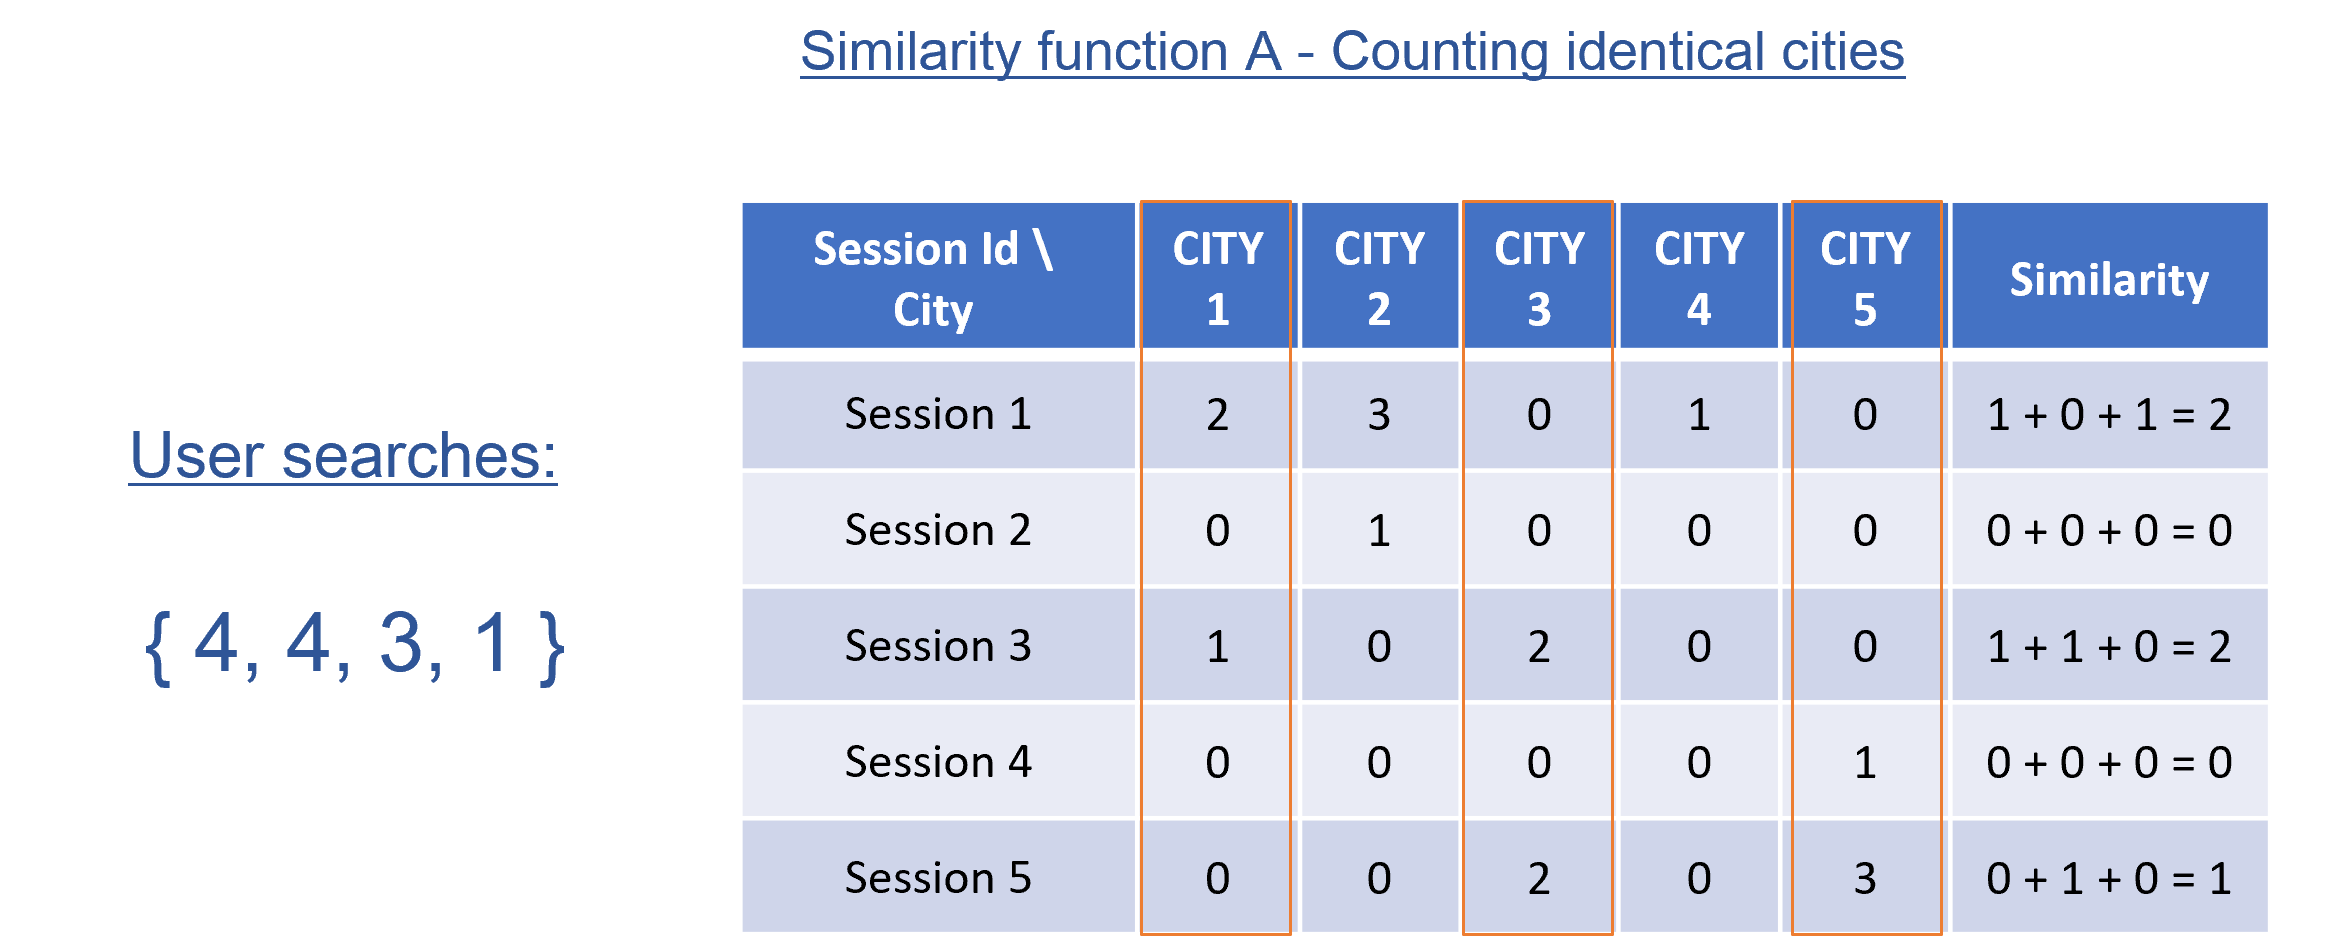 Similarity function A - Counting identical cities
User searches:
{ 4, 4, 3, 1 }
Session Id \ City CITY 1 CITY 2 CITY 3 CITY 4 CITY 5 Similarity
Session 1 2 3 0 1 0 1 + 0 + 1 = 2
Session 2 0 1 0 0 0 0 + 0 + 0 = 0
Session 3 1 0 2 0 0 1 + 1 + 0 = 2
Session 4 0 0 0 0 1 0 + 0 + 0 = 0
Session 5 0 0 2 0 3 0 + 1 + 0 = 1